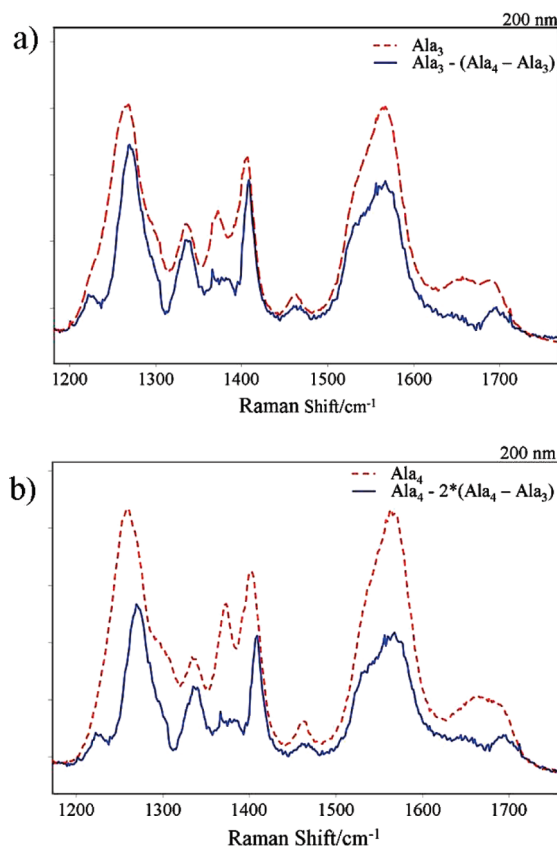 200 nm
a)
Ala₃
Ala₃ - (Ala₄ – Ala₃)
1200 1300 1400 1500 1600 1700
Raman Shift/cm⁻¹
200 nm
b)
Ala₄
Ala₄ - 2*(Ala₄ – Ala₃)
1200 1300 1400 1500 1600 1700
Raman Shift/cm⁻¹